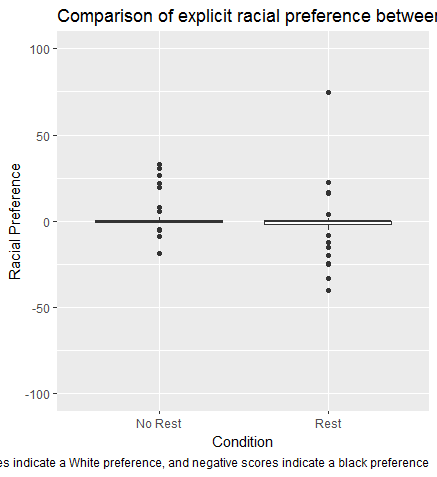 Comparison of explicit racial preference between
100
50
0
-50
-100
Racial Preference
No Rest
Rest
Condition
indicate a White preference, and negative scores indicate a black preference